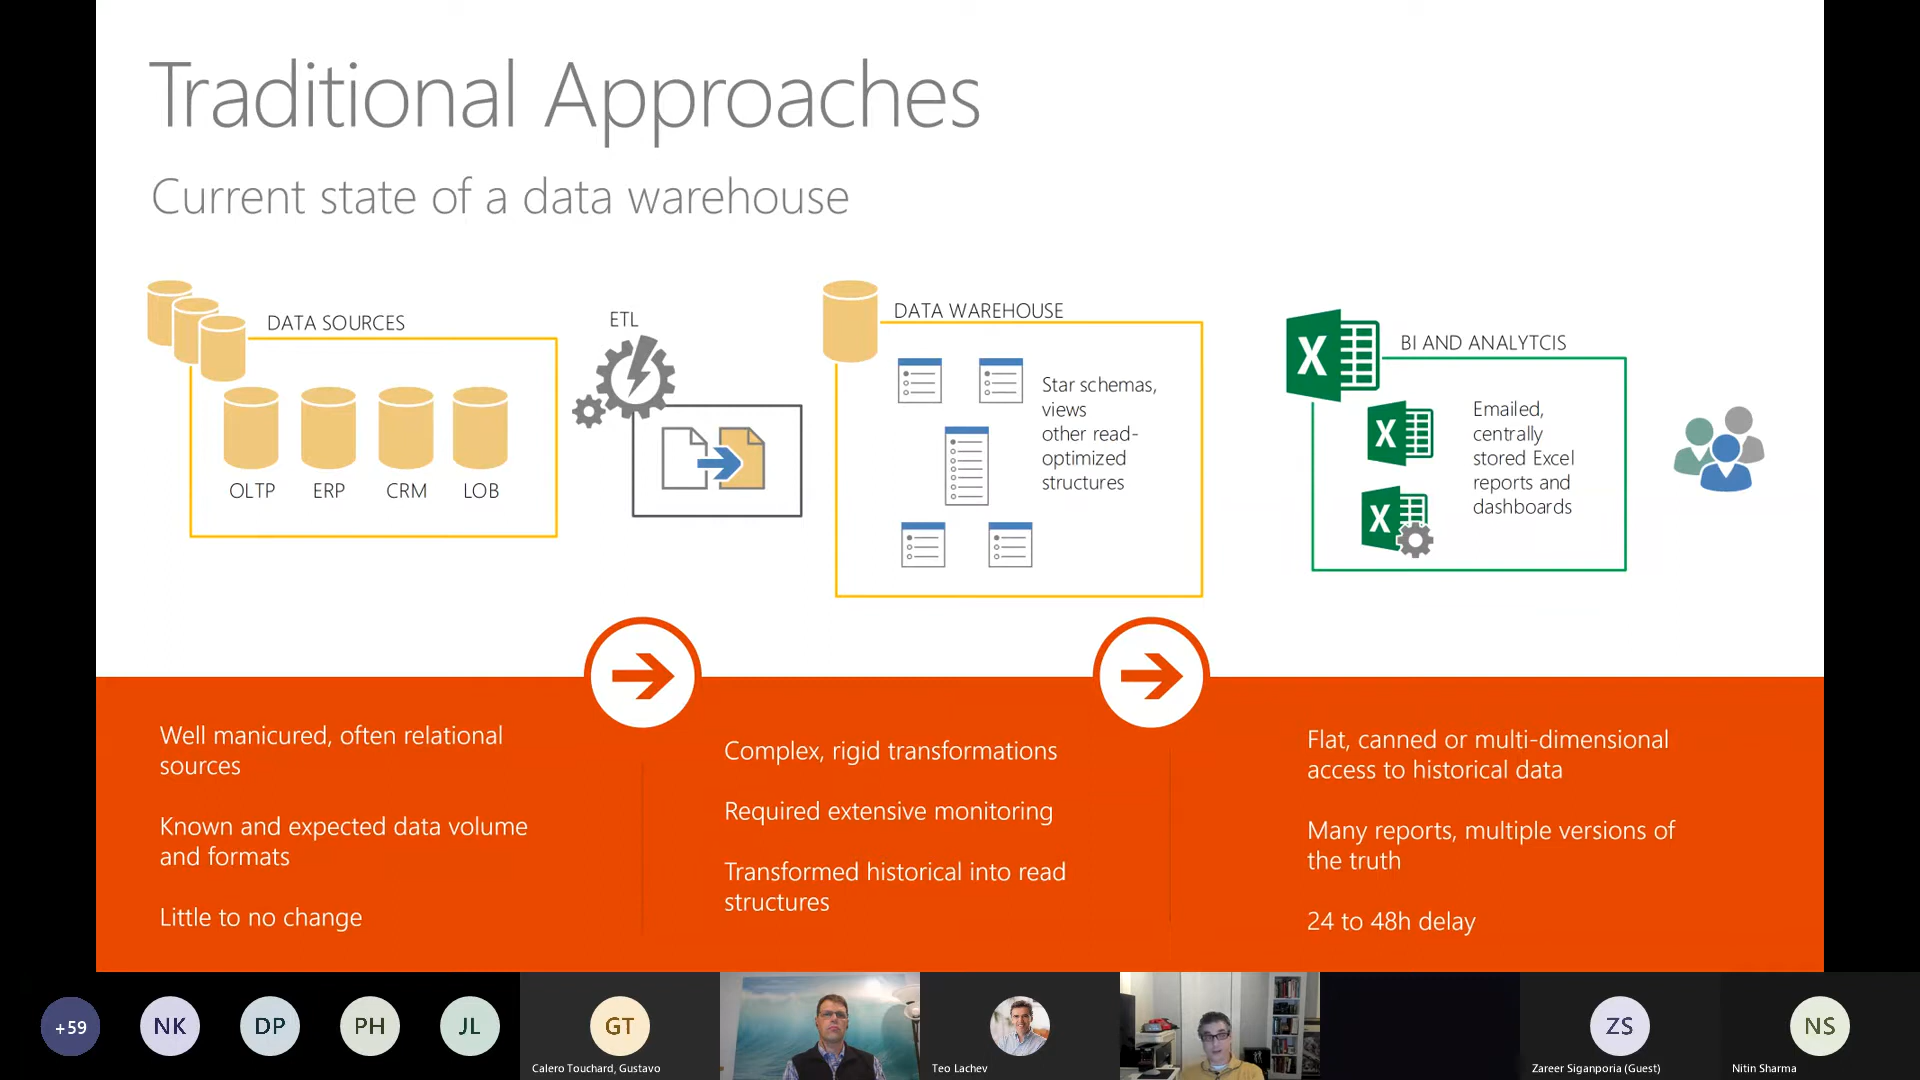 Traditional Approaches
Current state of a data warehouse
DATA SOURCES
OLTP
ERP
CRM
LOB
ETL
DATA WAREHOUSE
Star schemas,
views
other read-
optimized
structures
BI AND ANALYTCIS
X
X
X
Emailed,
centrally
stored Excel
reports and
dashboards
Well manicured, often relational
sources
Known and expected data volume
and formats
Little to no change
Complex, rigid transformations
Required extensive monitoring
Transformed historical into read
structures
Flat, canned or multi-dimensional
access to historical data
Many reports, multiple versions of
the truth
24 to 48h delay
+59
NK
DP
PH
JL
GT
Calero Touchard, Gustavo
Teo Lachev
ZS
Zareer Siganporia (Guest)
NS
Nitin Sharma